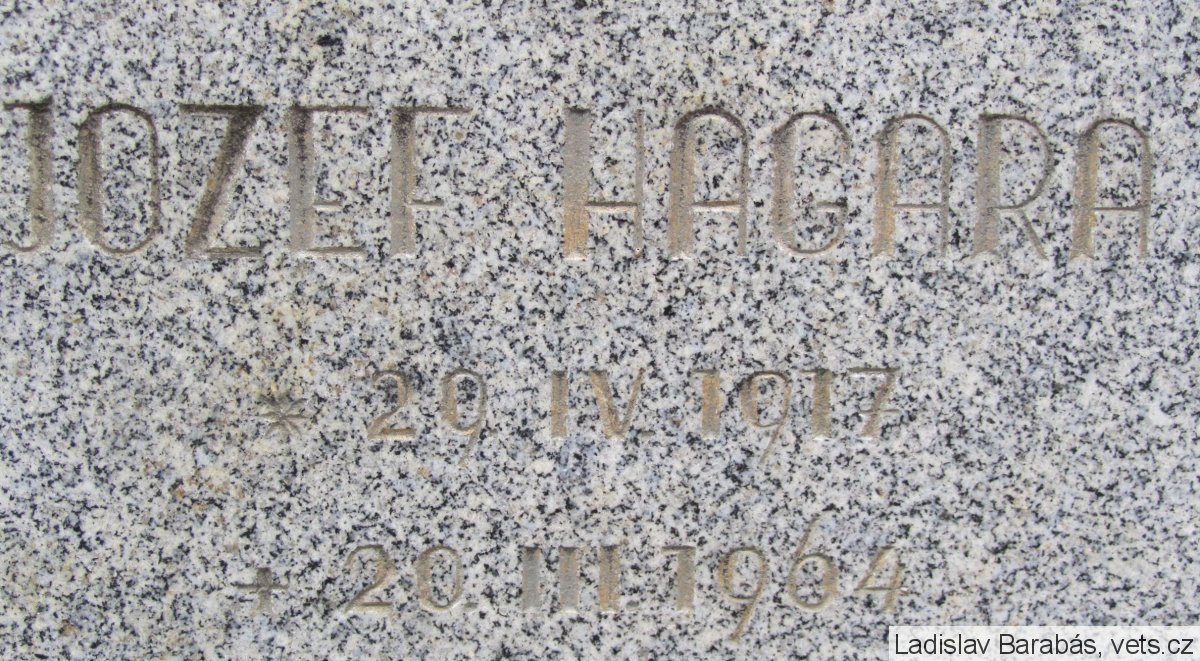 JOZEF HAGARA
* 29 IV. 1917
+ 20. III. 1964
Ladislav Barabás, vets.cz